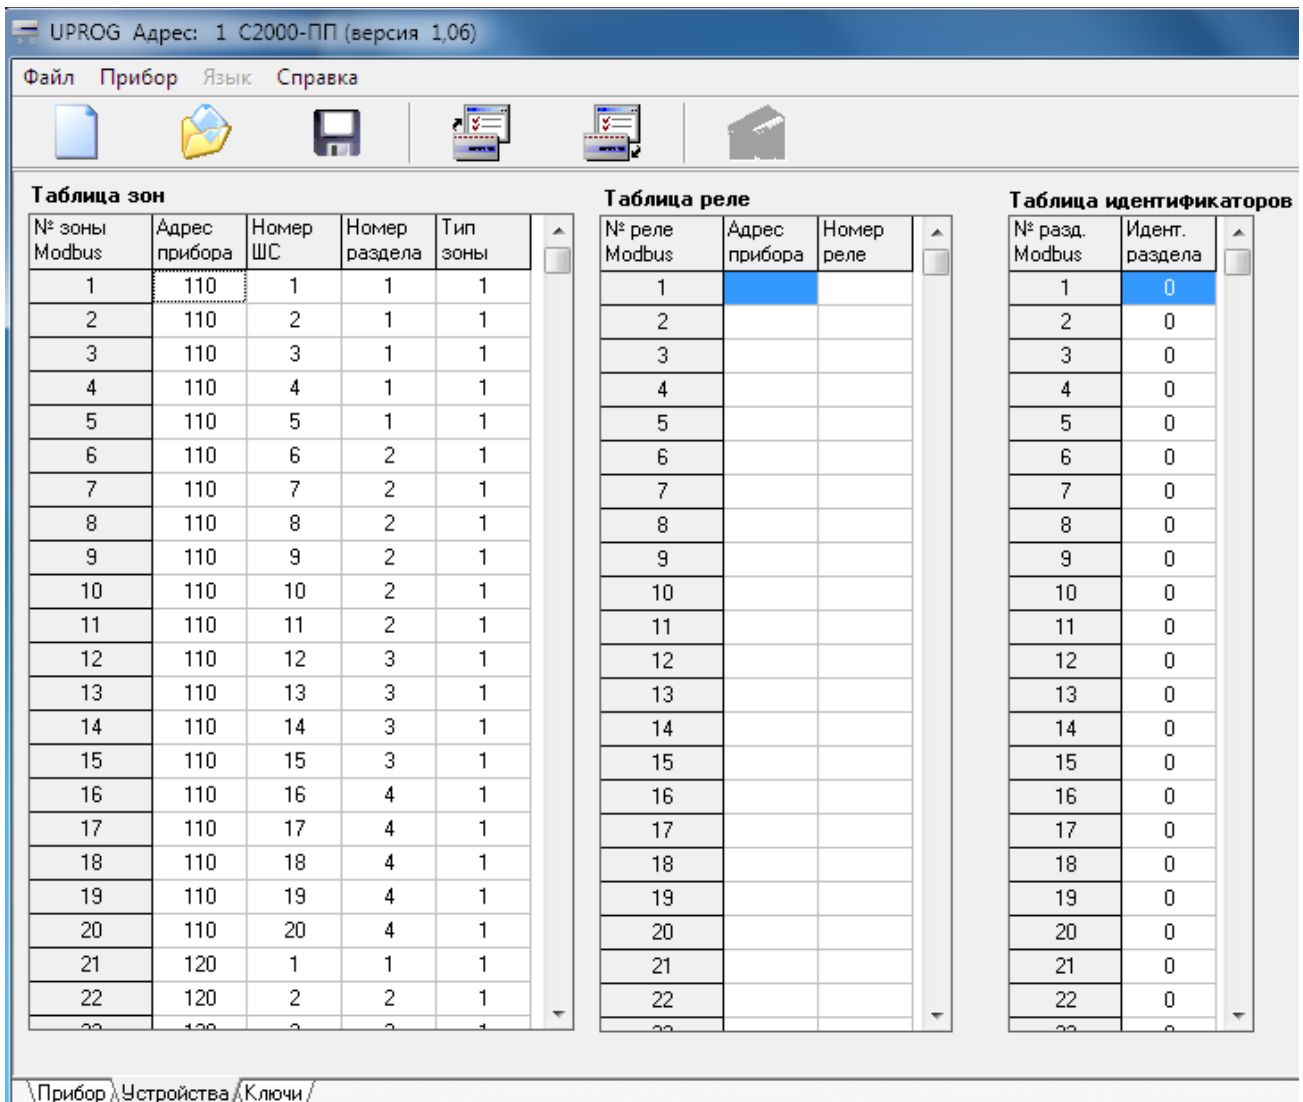 UPROG Адрес: 1 С2000-ПП (версия 1,06)
Файл Прибор Язык Справка
Таблица зон
№ зоны Modbus Адрес прибора Номер ШС Номер раздела Тип зоны
1 110 1 1 1
2 110 2 1 1
3 110 3 1 1
4 110 4 1 1
5 110 5 1 1
6 110 6 2 1
7 110 7 2 1
8 110 8 2 1
9 110 9 2 1
10 110 10 2 1
11 110 11 2 1
12 110 12 3 1
13 110 13 3 1
14 110 14 3 1
15 110 15 3 1
16 110 16 4 1
17 110 17 4 1
18 110 18 4 1
19 110 19 4 1
20 110 20 4 1
21 120 1 1 1
22 120 2 2 1
Таблица реле
№ реле Modbus Адрес прибора Номер реле
1
2
3
4
5
6
7
8
9
10
11
12
13
14
15
16
17
18
19
20
21
22
Таблица идентификаторов
№ разд. Modbus Идент. раздела
1 0
2 0
3 0
4 0
5 0
6 0
7 0
8 0
9 0
10 0
11 0
12 0
13 0
14 0
15 0
16 0
17 0
18 0
19 0
20 0
21 0
22 0
Прибор Устройства Ключи